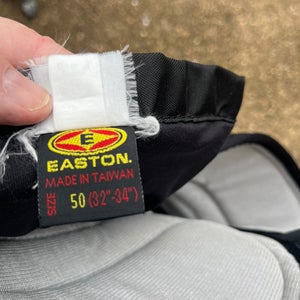 E
EASTON.
MADE IN TAIWAN
SIZE 50 (32"-34")